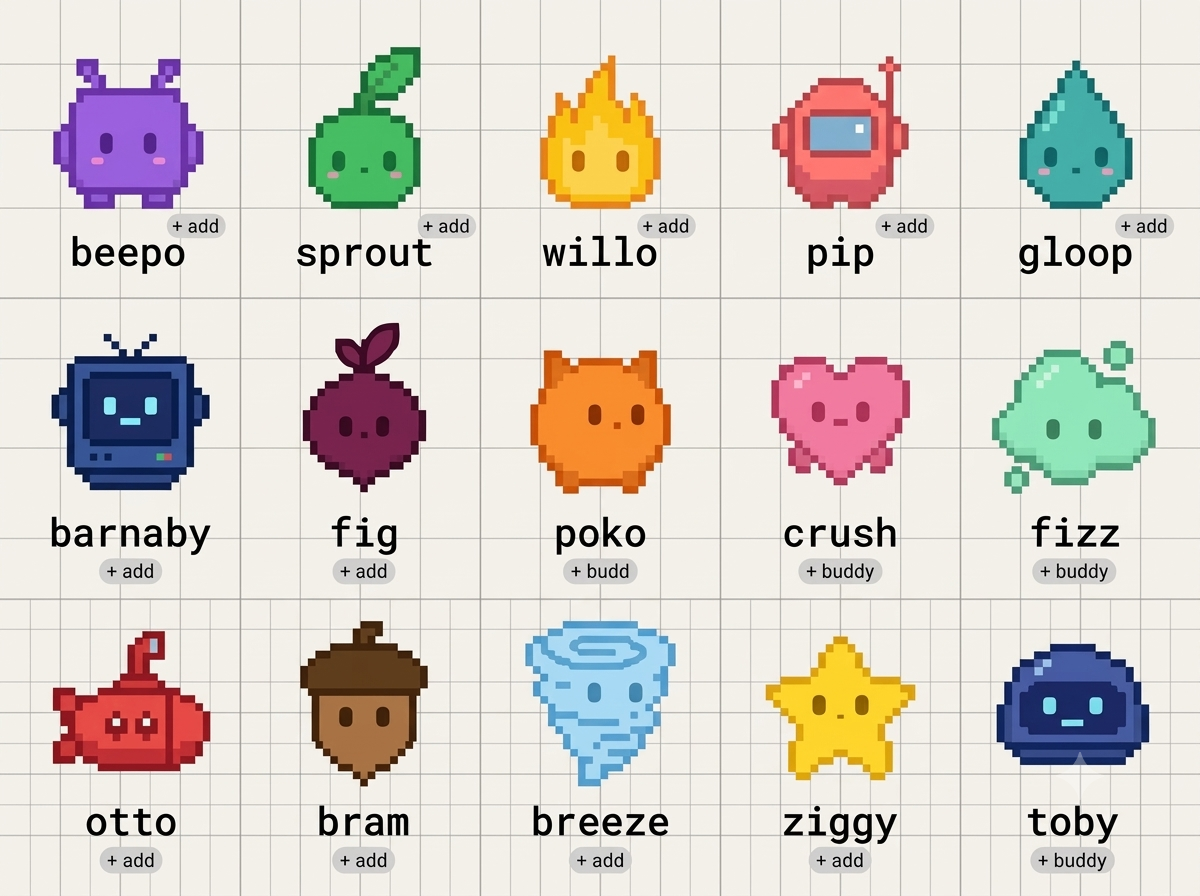 + add + add + add + add + add
beepo sprout willo pip gloop
barnaby fig poko crush fizz
+ add + add + budd + buddy + buddy
otto bram breeze ziggy toby
+ add + add + add + add + buddy